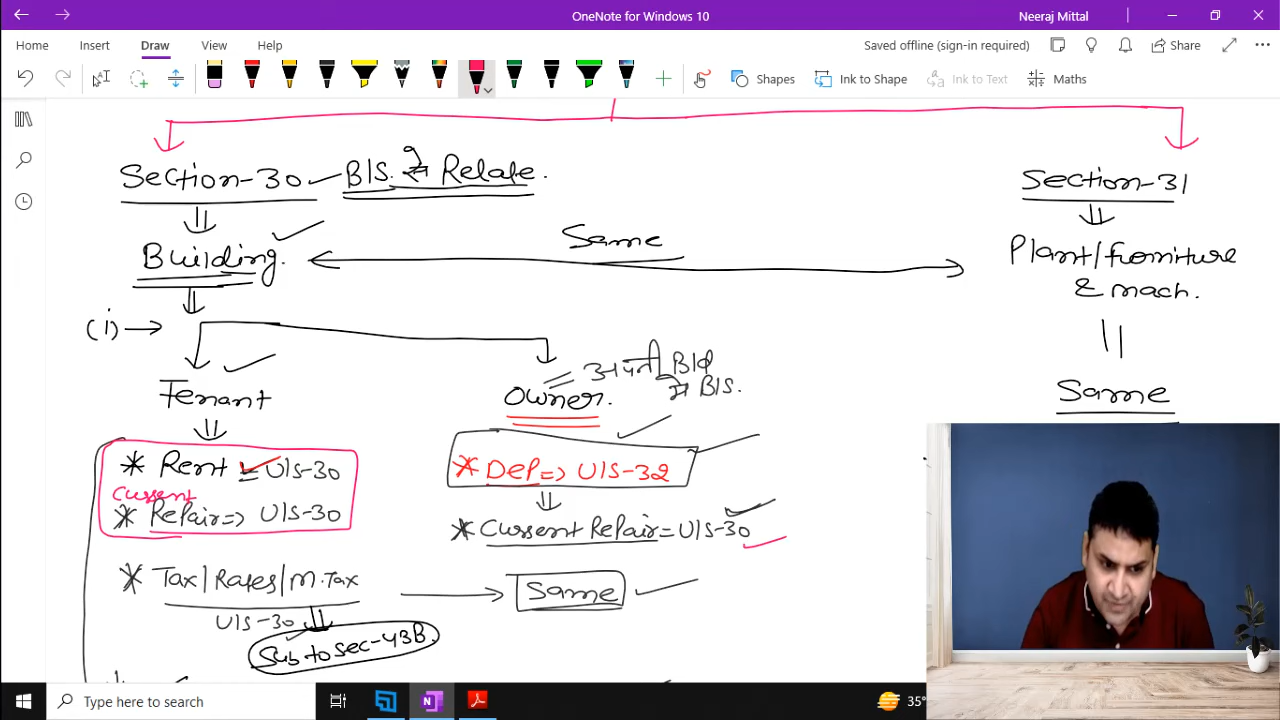 OneNote for Windows 10
Neeraj Mittal
Home Insert Draw View Help
Saved offline (sign in required)
Share
Shapes
Ink to Shape
Ink to Text
Maths
Section-30 B/S. से Relate.
Section-31
Building.
Same
Plant/furniture
& mach.
(i)
Tenant
Owner.
अपनी Bld
में B/S.
Same
* Rent = U/S-30
Current
* Repair => U/S-30
* Dep => U/S-32
* Current Repair = U/S-30
* Tax/Rates/M.Tax
Same
U/S-30
Sub to Sec-43B.
Type here to search
35°